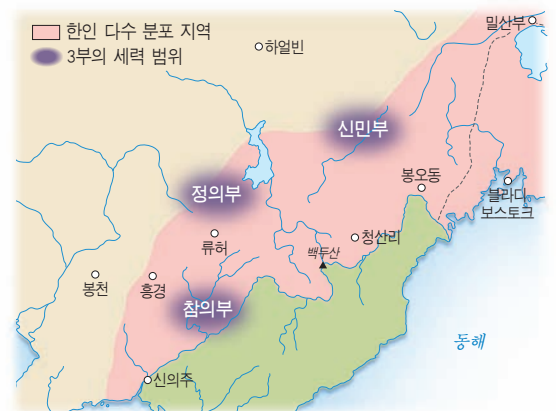 한인 다수 분포 지역
3부의 세력 범위
밀산부
하얼빈
신민부
봉오동
정의부
블라디
보스토크
류허
청산리
백두산
봉천
흥경
참의부
동해
신의주